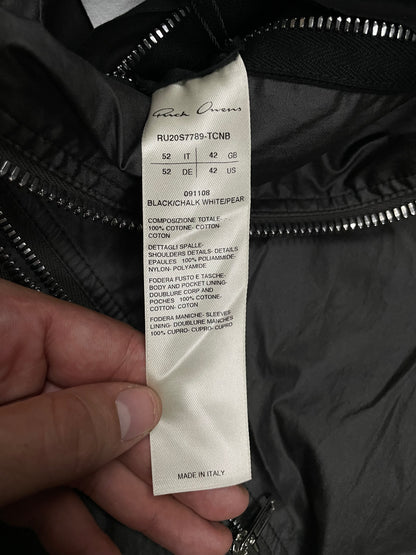 Rick Owens
RU20S7789-TCNB
52 IT 42 GB
52 DE 42 US
091108
BLACK/CHALK WHITE/PEAR
COMPOSIZIONE TOTALE-
100% COTONE- COTTON-
COTON
DETTAGLI SPALLE-
SHOULDERS DETAILS- DETAILS
EPAULES 100% POLIAMMIDE-
NYLON- POLYAMIDE
FODERA FUSTO E TASCHE-
BODY AND POCKET LINING-
DOUBLURE CORP AND
POCHES 100% COTONE-
COTTON- COTON
FODERA MANICHE- SLEEVES
LINING- DOUBLURE MANCHES
100% CUPRO- CUPRO- CUPRO
MADE IN ITALY